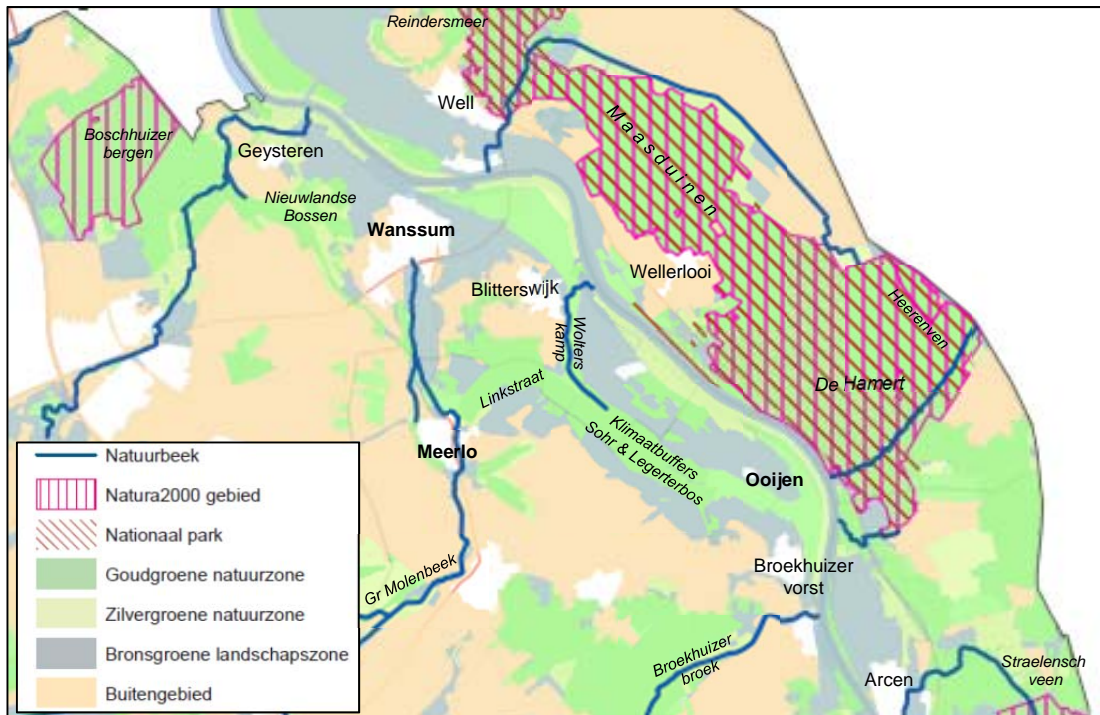 Reindersmeer
Well
Maasduinen
Boschhuizer
bergen
Geysteren
Nieuwlandse
Bossen
Wanssum
Wellerlooi
Blitterswijk
Heerenven
Wolters
kamp
Linkstraat
De Hamert
Klimaatbuffers
Sohr & Legerterbos
Meerlo
Ooijen
Broekhuizer
vorst
Gr Molenbeek
Broekhuizer
broek
Straelensch
veen
Arcen
Natuurbeek
Natura2000 gebied
Nationaal park
Goudgroene natuurzone
Zilvergroene natuurzone
Bronsgroene landschapszone
Buitengebied